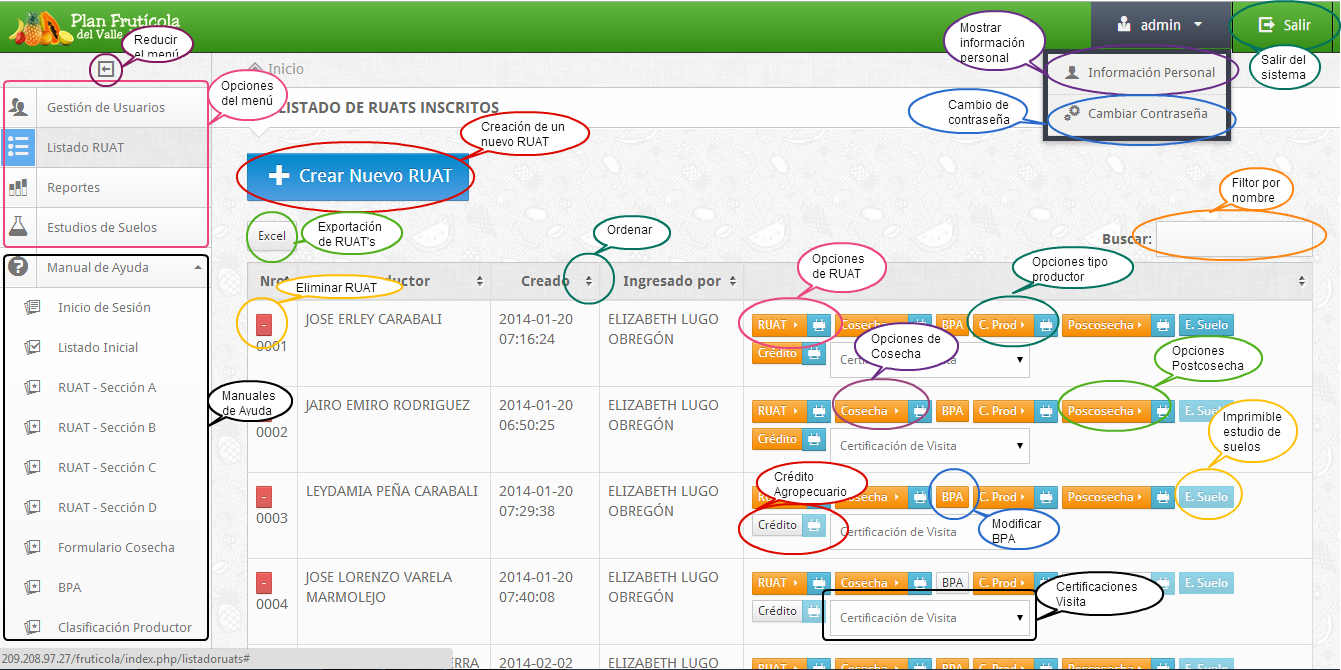 Plan Frutícola
del Valle
Reducir
el menú
Mostrar
información
personal
admin
Salir
Salir del
sistema
Información Personal
Cambiar Contraseña
Cambio de
contraseña
Inicio
Opciones
del menú
LISTADO DE RUATS INSCRITOS
Creación de un
nuevo RUAT
Crear Nuevo RUAT
Gestión de Usuarios
Listado RUAT
Reportes
Estudios de Suelos
Manual de Ayuda
Inicio de Sesión
Listado Inicial
RUAT - Sección A
RUAT - Sección B
RUAT - Sección C
RUAT - Sección D
Formulario Cosecha
BPA
Clasificación Productor
Manuales
de Ayuda
Excel
Exportación
de RUAT's
Ordenar
Filtor por
nombre
Buscar:
Opciones
de RUAT
Opciones tipo
productor
Eliminar RUAT
Creado
Ingresado por
- 0001
JOSE ERLEY CARABALI
2014-01-20
07:16:24
ELIZABETH LUGO
OBREGÓN
RUAT Cosecha BPA C. Prod Poscosecha E. Suelo
Crédito
Opciones de
Cosecha
Opciones
Postcosecha
0002
JAIRO EMIRO RODRIGUEZ
2014-01-20
06:50:25
ELIZABETH LUGO
OBREGÓN
RUAT Cosecha BPA C. Prod Poscosecha E. Suelo
Crédito Certificación de Visita
Imprimible
estudio de
suelos
- 0003
LEYDAMIA PEÑA CARABALI
2014-01-20
07:29:38
ELIZABETH LUGO
OBREGÓN
Crédito
Agropecuario
BPA C. Prod Poscosecha E. Suelo
Crédito Certificación de Visita
Modificar
BPA
- 0004
JOSE LORENZO VARELA
MARMOLEJO
2014-01-20
07:40:08
ELIZABETH LUGO
OBREGÓN
RUAT Cosecha BPA C. Prod E. Suelo
Crédito Certificación de Visita
Certificaciones
Visita
2014-02-02
ELIZABETH LUGO
RUAT Cosecha BPA C. Prod Poscosecha E. Suelo
209.208.97.27/fruticola/index.php/listadoruats#